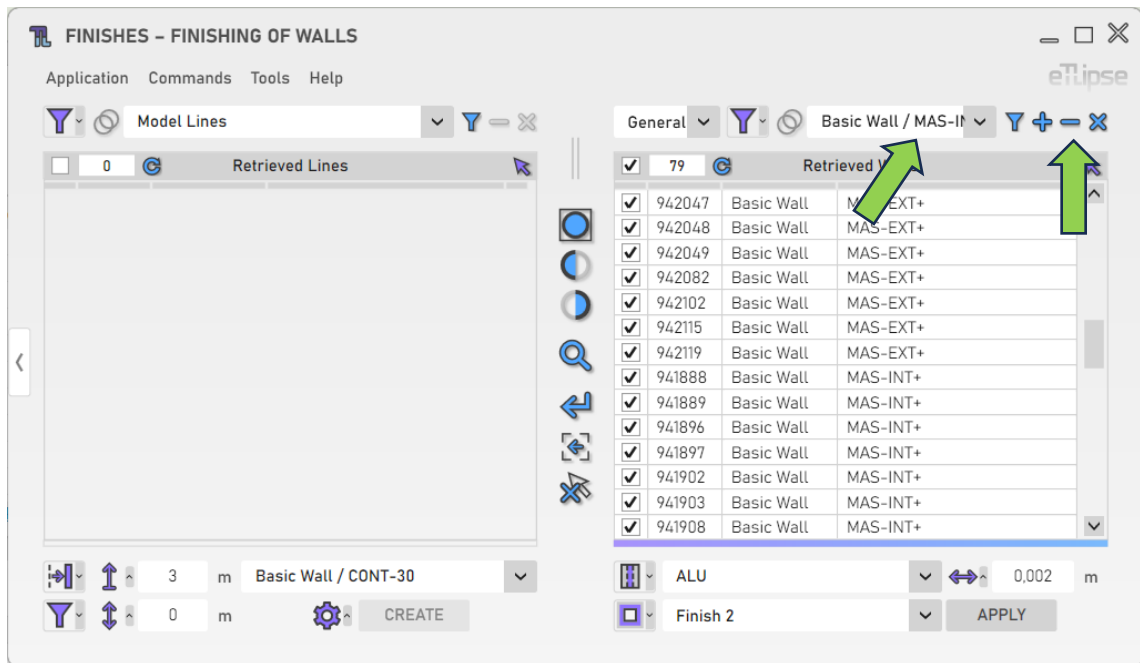 FINISHES – FINISHING OF WALLS
Application Commands Tools Help
eTLipse
Model Lines
General
Basic Wall / MAS-IN
0 Retrieved Lines
79 Retrieved W
942047 Basic Wall MAS-EXT+
942048 Basic Wall MAS-EXT+
942049 Basic Wall MAS-EXT+
942082 Basic Wall MAS-EXT+
942102 Basic Wall MAS-EXT+
942115 Basic Wall MAS-EXT+
942119 Basic Wall MAS-EXT+
941888 Basic Wall MAS-INT+
941889 Basic Wall MAS-INT+
941896 Basic Wall MAS-INT+
941897 Basic Wall MAS-INT+
941902 Basic Wall MAS-INT+
941903 Basic Wall MAS-INT+
941908 Basic Wall MAS-INT+
3 m Basic Wall / CONT-30
0 m CREATE
ALU 0,002 m
Finish 2 APPLY